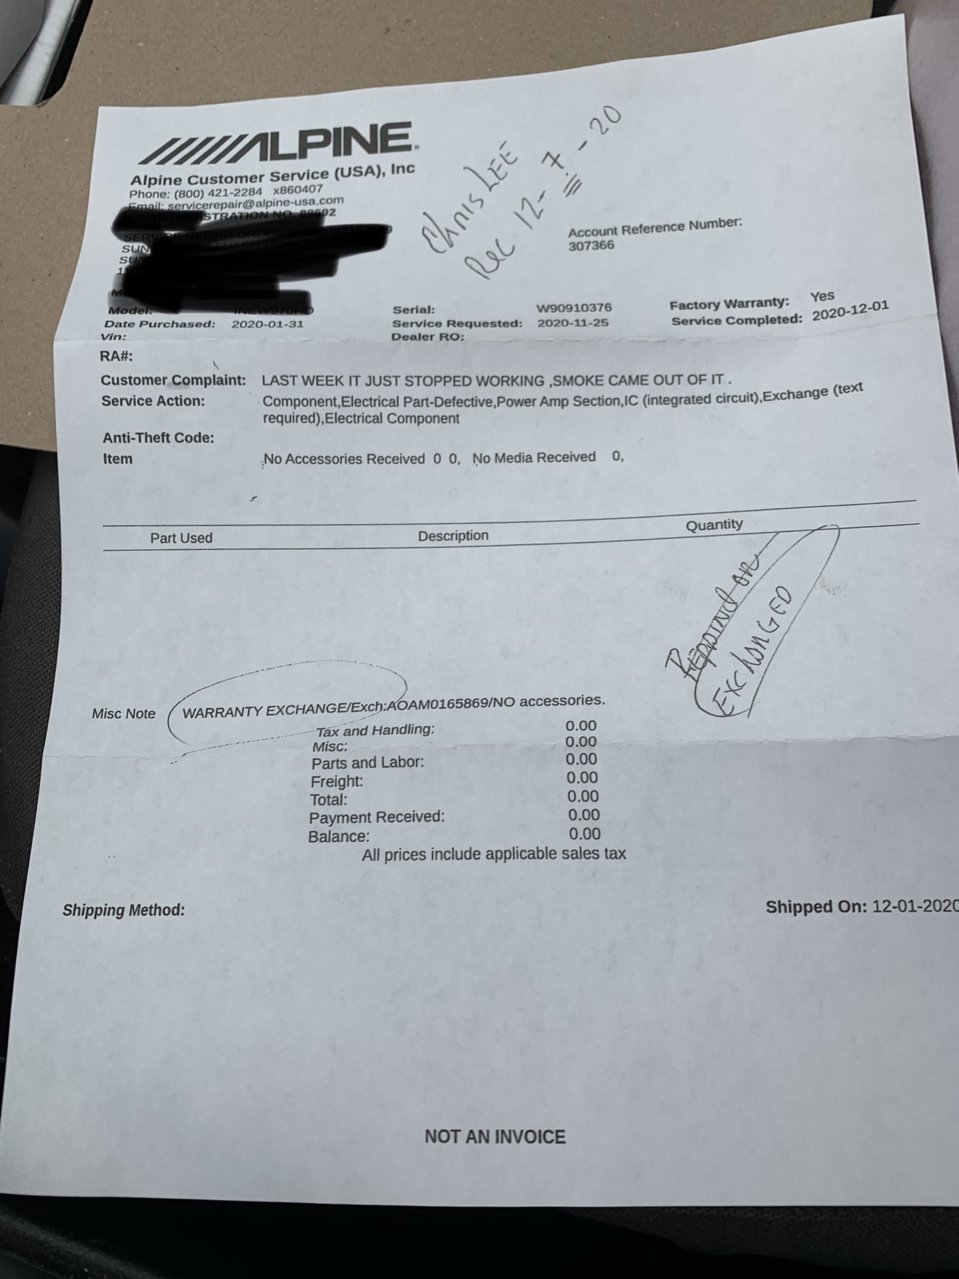 ALPINE
Alpine Customer Service (USA), Inc
Phone: (800) 421-2284 x860407
Email: servicerepair@alpine-usa.com
Chris LEE
Rec 12-7-20
Account Reference Number:
307366
Model:
Serial: W90910376
Factory Warranty: Yes
Date Purchased: 2020-01-31
Service Requested: 2020-11-25
Service Completed: 2020-12-01
Vin:
Dealer RO:
RA#:
Customer Complaint: LAST WEEK IT JUST STOPPED WORKING ,SMOKE CAME OUT OF IT .
Service Action: Component,Electrical Part-Defective,Power Amp Section,IC (integrated circuit),Exchange (text
required),Electrical Component
Anti-Theft Code:
Item No Accessories Received 0 0, No Media Received 0,
Part Used Description Quantity
EXCHANGED
Misc Note WARRANTY EXCHANGE/Exch:AOAM0165869/NO accessories.
Tax and Handling: 0.00
Misc: 0.00
Parts and Labor: 0.00
Freight: 0.00
Total: 0.00
Payment Received: 0.00
Balance: 0.00
All prices include applicable sales tax
Shipping Method:
Shipped On: 12-01-2020
NOT AN INVOICE